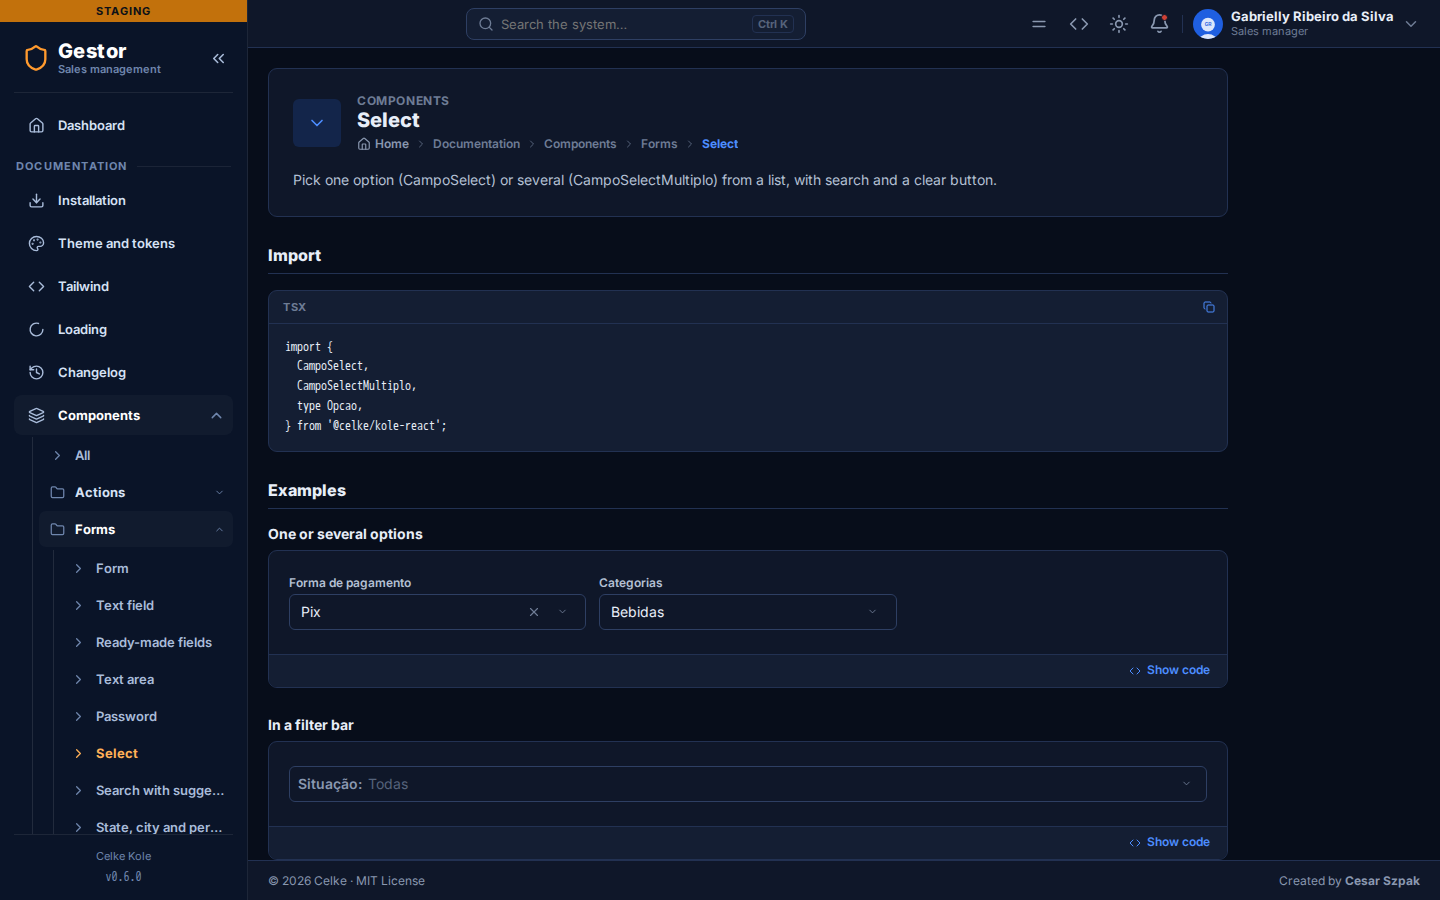 STAGING
Gestor
Sales management
Dashboard
DOCUMENTATION
Installation
Theme and tokens
Tailwind
Loading
Changelog
Components
All
Actions
Forms
Form
Text field
Ready-made fields
Text area
Password
Select
Search with sugge...
State, city and per...
Celke Kole
v0.6.0
Search the system...
Ctrl K
GR
Gabrielly Ribeiro da Silva
Sales manager
COMPONENTS
Select
Home > Documentation > Components > Forms > Select
Pick one option (CampoSelect) or several (CampoSelectMultiplo) from a list, with search and a clear button.
Import
TSX
import {
  CampoSelect,
  CampoSelectMultiplo,
  type Opcao,
} from '@celke/kole-react';
Examples
One or several options
Forma de pagamento
Pix
Categorias
Bebidas
Show code
In a filter bar
Situação: Todas
Show code
© 2026 Celke · MIT License
Created by Cesar Szpak